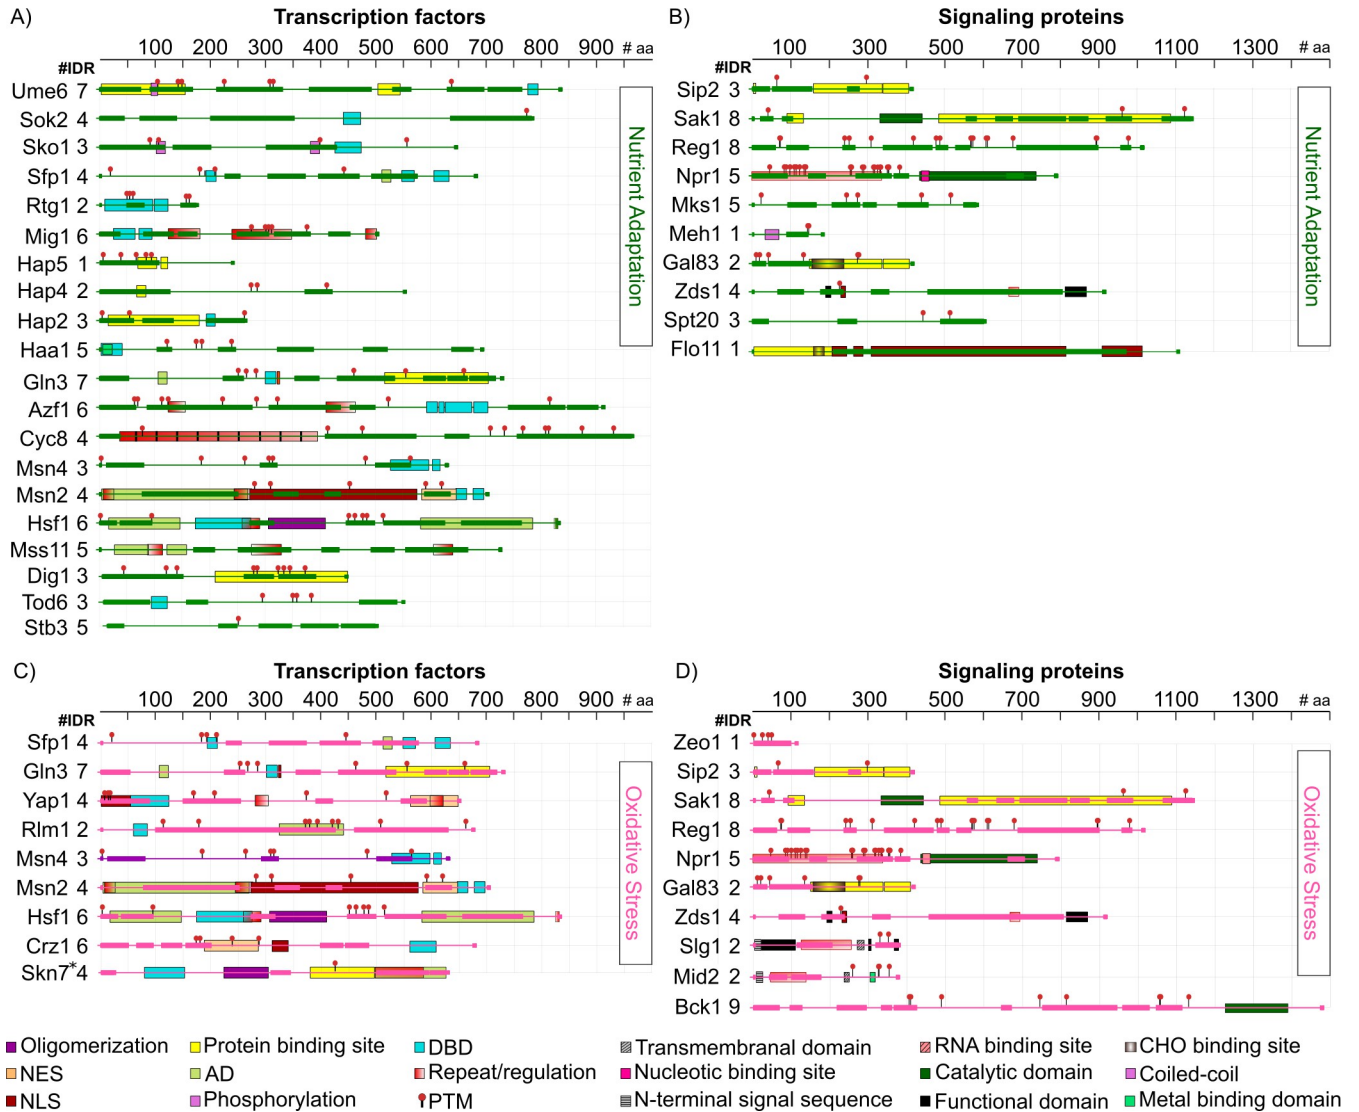 A)
Transcription factors
100 200 300 400 500 600 700 800 900 # aa
#IDR
Ume6 7
Sok2 4
Sko1 3
Sfp1 4
Rtg1 2
Mig1 6
Hap5 1
Hap4 2
Hap2 3
Haa1 5
Gln3 7
Azf1 6
Cyc8 4
Msn4 3
Msn2 4
Hsf1 6
Mss11 5
Dig1 3
Tod6 3
Stb3 5
Nutrient Adaptation
B)
Signaling proteins
100 300 500 700 900 1100 1300 # aa
#IDR
Sip2 3
Sak1 8
Reg1 8
Npr1 5
Mks1 5
Meh1 1
Gal83 2
Zds1 4
Spt20 3
Flo11 1
Nutrient Adaptation
C)
Transcription factors
100 200 300 400 500 600 700 800 900 # aa
#IDR
Sfp1 4
Gln3 7
Yap1 4
Rlm1 2
Msn4 3
Msn2 4
Hsf1 6
Crz1 6
Skn7* 4
Oxidative Stress
D)
Signaling proteins
100 300 500 700 900 1100 1300 # aa
#IDR
Zeo1 1
Sip2 3
Sak1 8
Reg1 8
Npr1 5
Gal83 2
Zds1 4
Slg1 2
Mid2 2
Bck1 9
Oxidative Stress
Oligomerization Protein binding site DBD Transmembranal domain RNA binding site CHO binding site
NES AD Repeat/regulation Nucleotic binding site Catalytic domain Coiled-coil
NLS Phosphorylation PTM N-terminal signal sequence Functional domain Metal binding domain